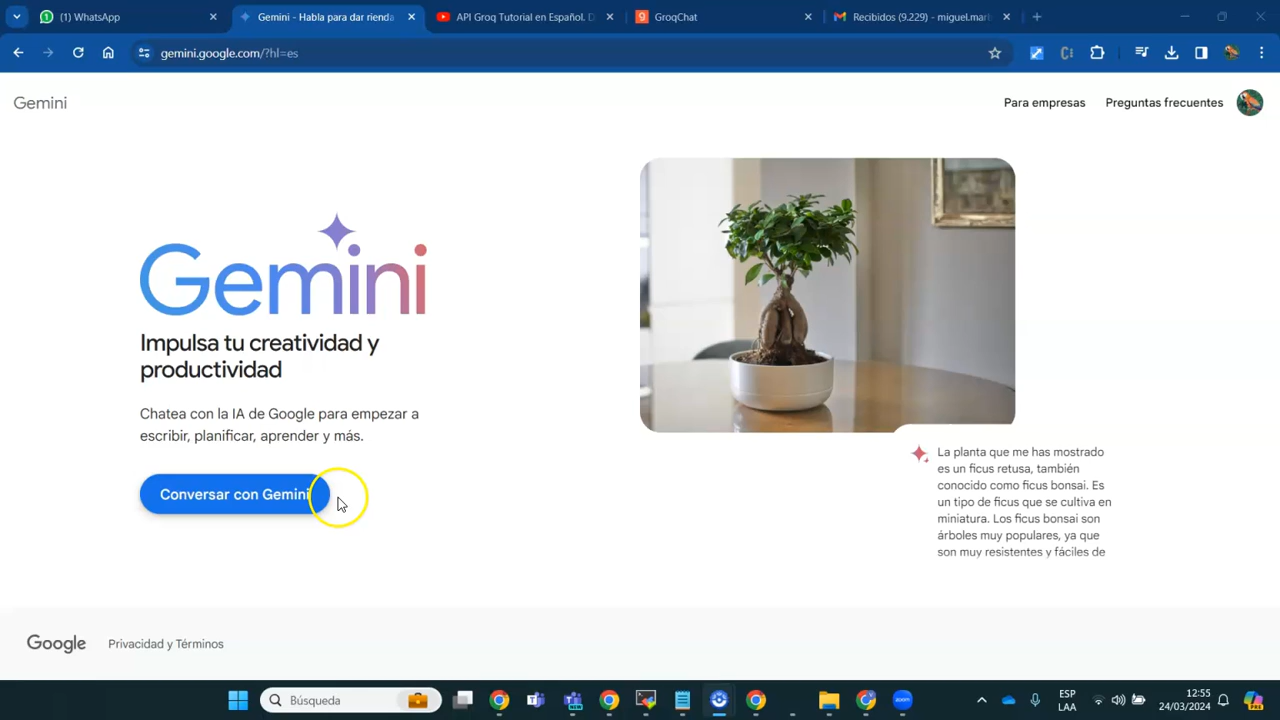 (1) WhatsApp
Gemini - Habla para dar rienda
API Groq Tutorial en Español. D
GroqChat
Recibidos (9.229) - miguel.mar
gemini.google.com/?hl=es
Gemini
Para empresas
Preguntas frecuentes
Gemini
Impulsa tu creatividad y
productividad
Chatea con la IA de Google para empezar a
escribir, planificar, aprender y más.
Conversar con Gemini
La planta que me has mostrado
es un ficus retusa, también
conocido como ficus bonsai. Es
un tipo de ficus que se cultiva en
miniatura. Los ficus bonsai son
árboles muy populares, ya que
son muy resistentes y fáciles de
Google
Privacidad y Términos
Búsqueda
ESP
LAA
12:55
24/03/2024